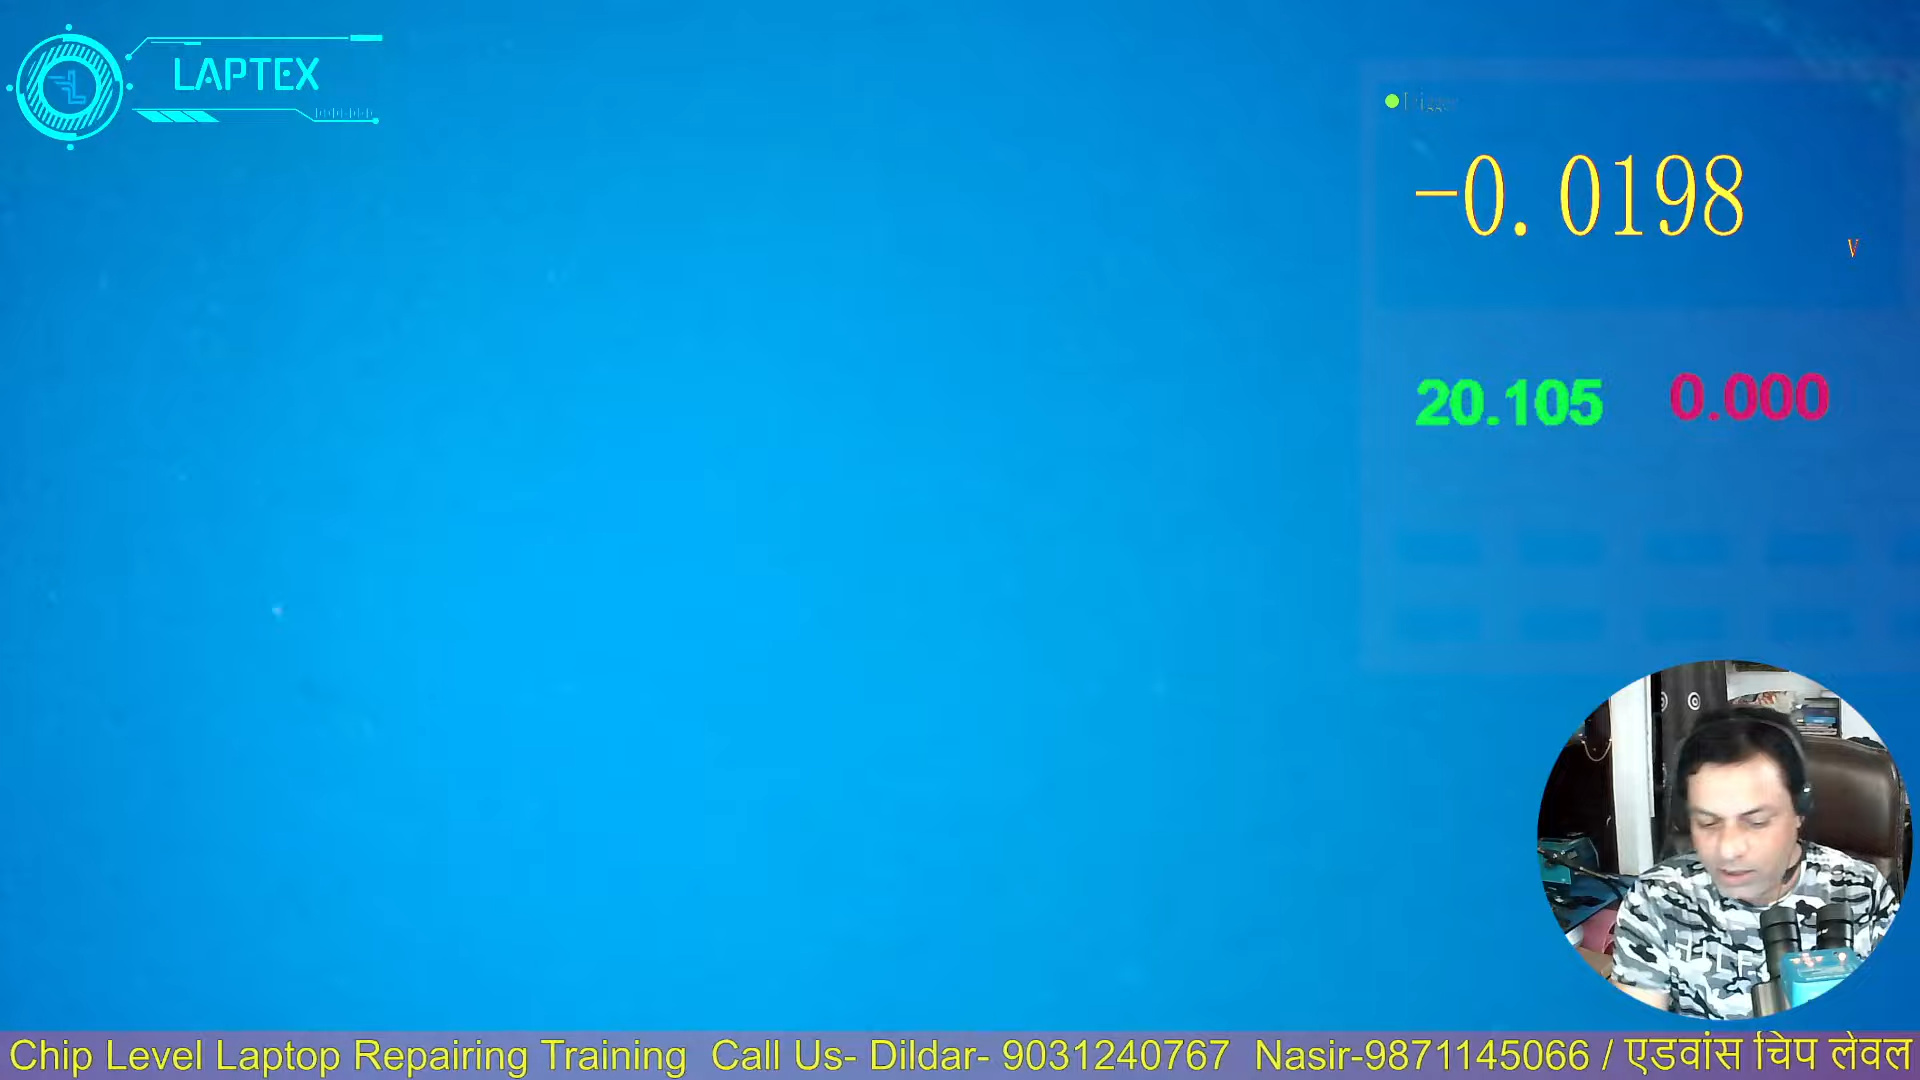 LAPTEX
Trigger
-0.0198
V
20.105 0.000
Chip Level Laptop Repairing Training Call Us- Dildar- 9031240767 Nasir-9871145066 / एडवांस चिप लेवल